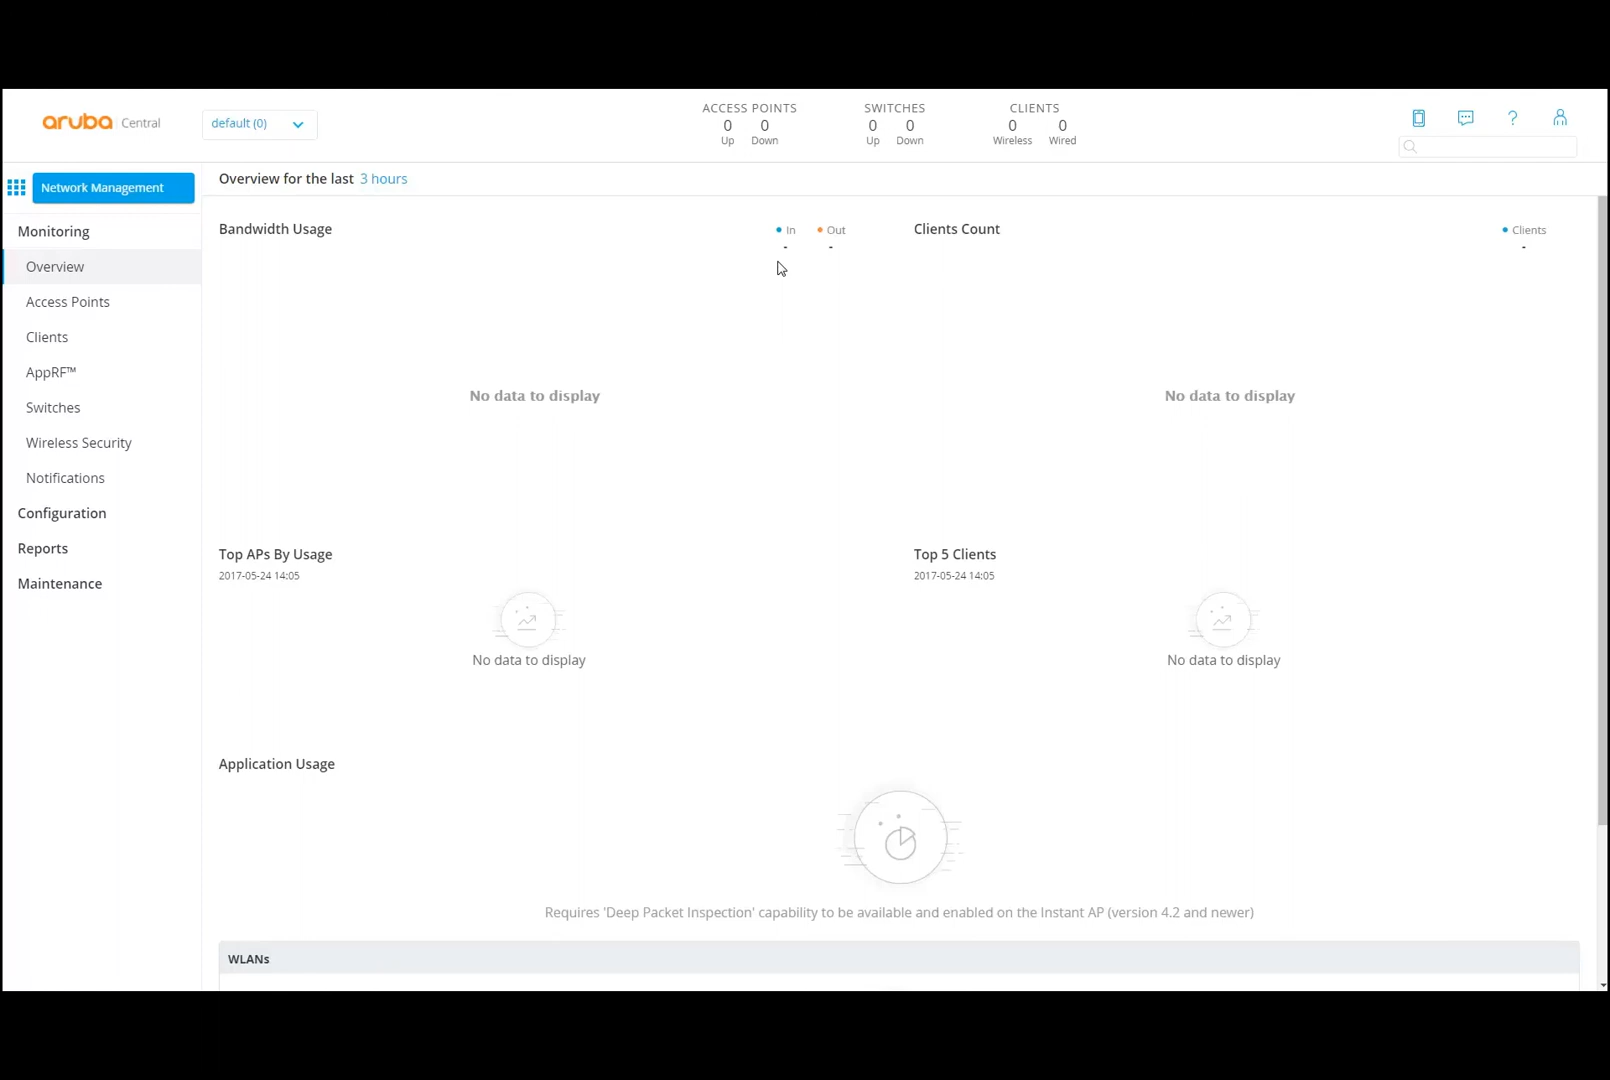 aruba Central
default (0)
ACCESS POINTS
0 0
Up Down
SWITCHES
0 0
Up Down
CLIENTS
0 0
Wireless Wired
?
Network Management
Overview for the last 3 hours
Monitoring
Overview
Access Points
Clients
AppRF™
Switches
Wireless Security
Notifications
Configuration
Reports
Maintenance
Bandwidth Usage
In Out
- -
No data to display
Clients Count
Clients
-
No data to display
Top APs By Usage
2017-05-24 14:05
No data to display
Top 5 Clients
2017-05-24 14:05
No data to display
Application Usage
Requires 'Deep Packet Inspection' capability to be available and enabled on the Instant AP (version 4.2 and newer)
WLANs